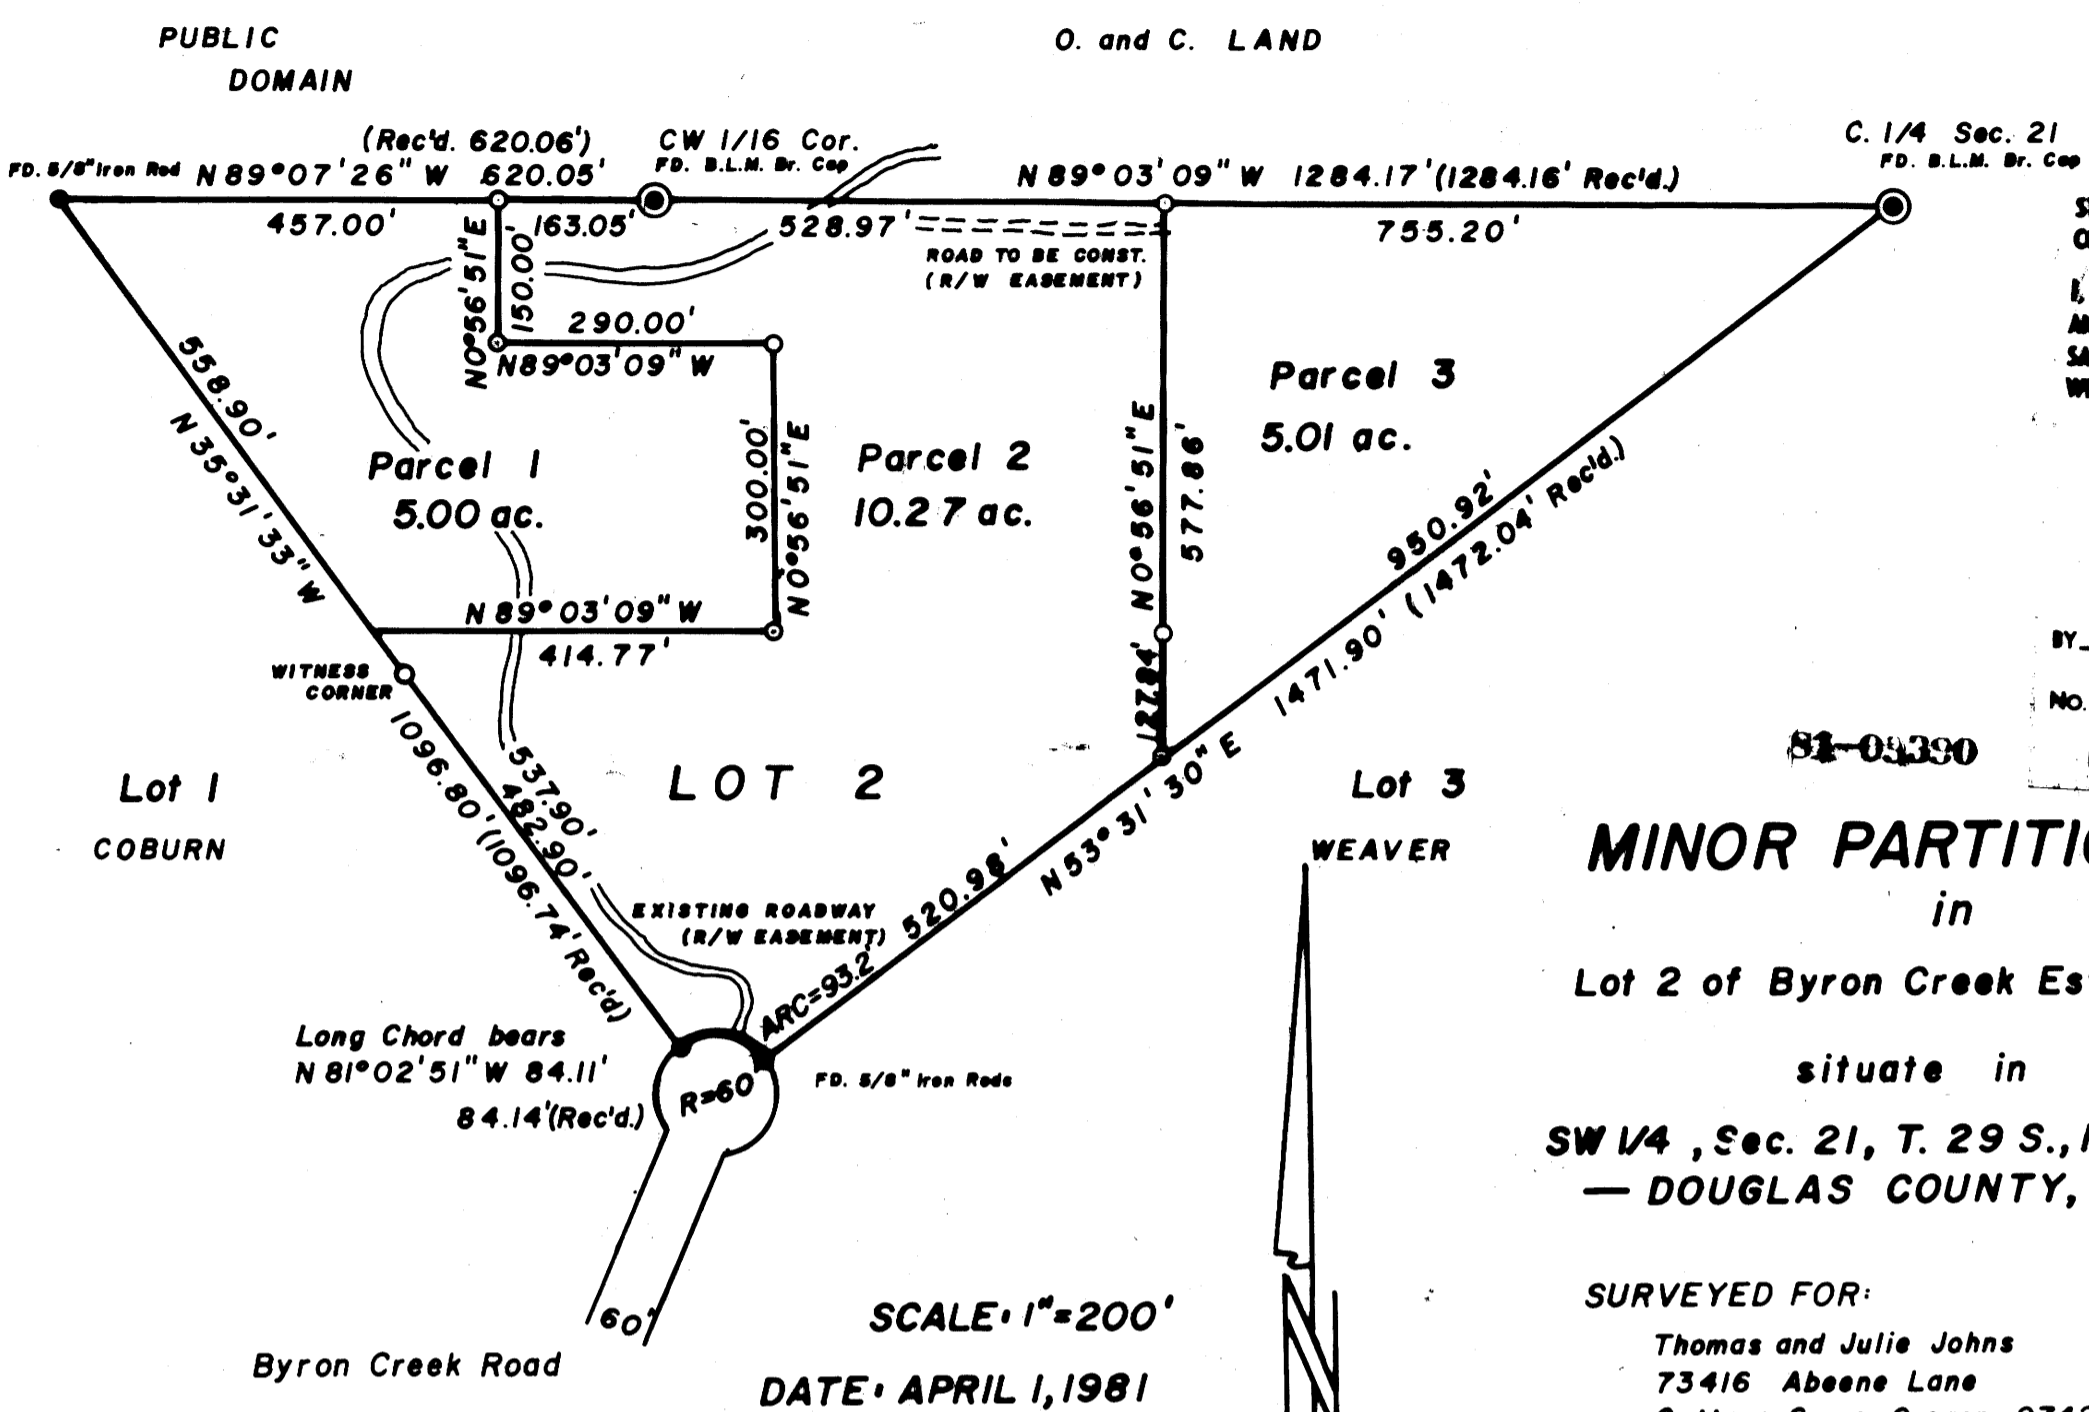 PUBLIC
DOMAIN
O. and C. LAND
(Rec'd. 620.06')
CW 1/16 Cor.
C. 1/4 Sec. 21
FD. 5/8" Iron Rod
N 89°07'26" W 620.05'
FD. B.L.M. Br. Cap
N 89°03'09" W 1284.17' (1284.16' Rec'd.)
FD. B.L.M. Br. Cap
457.00'
163.05'
528.97'
755.20'
ROAD TO BE CONST.
(R/W EASEMENT)
N0°56'51"E
150.00'
290.00'
N89°03'09" W
558.90'
N 35°31'33" W
Parcel 1
5.00 ac.
300.00'
N0°56'51"E
Parcel 2
10.27 ac.
N0°56'51"E
577.86'
Parcel 3
5.01 ac.
950.92'
1471.90' (1472.04' Rec'd.)
N 89° 03'09" W
414.77'
WITNESS
CORNER
127.84'
BY
NO.
1096.80' (1096.74' Rec'd)
537.90'
482.90'
Lot 1
COBURN
LOT 2
N 53° 31' 30" E
Lot 3
WEAVER
MINOR
in
EXISTING ROADWAY
(R/W EASEMENT)
520.98'
ARC=93.2'
Lot 2 of Byron Creek
Long Chord bears
N 81°02'51" W 84.11'
84.14'(Rec'd.)
R=60'
FD. 5/8" Iron Rods
situate in
SW 1/4 , Sec. 21, T. 29 S.,
— DOUGLAS COUNTY,
60'
Byron Creek Road
SCALE: 1"=200'
DATE: APRIL 1, 1981
SURVEYED FOR:
Thomas and Julie Johns
73416 Abeene Lane